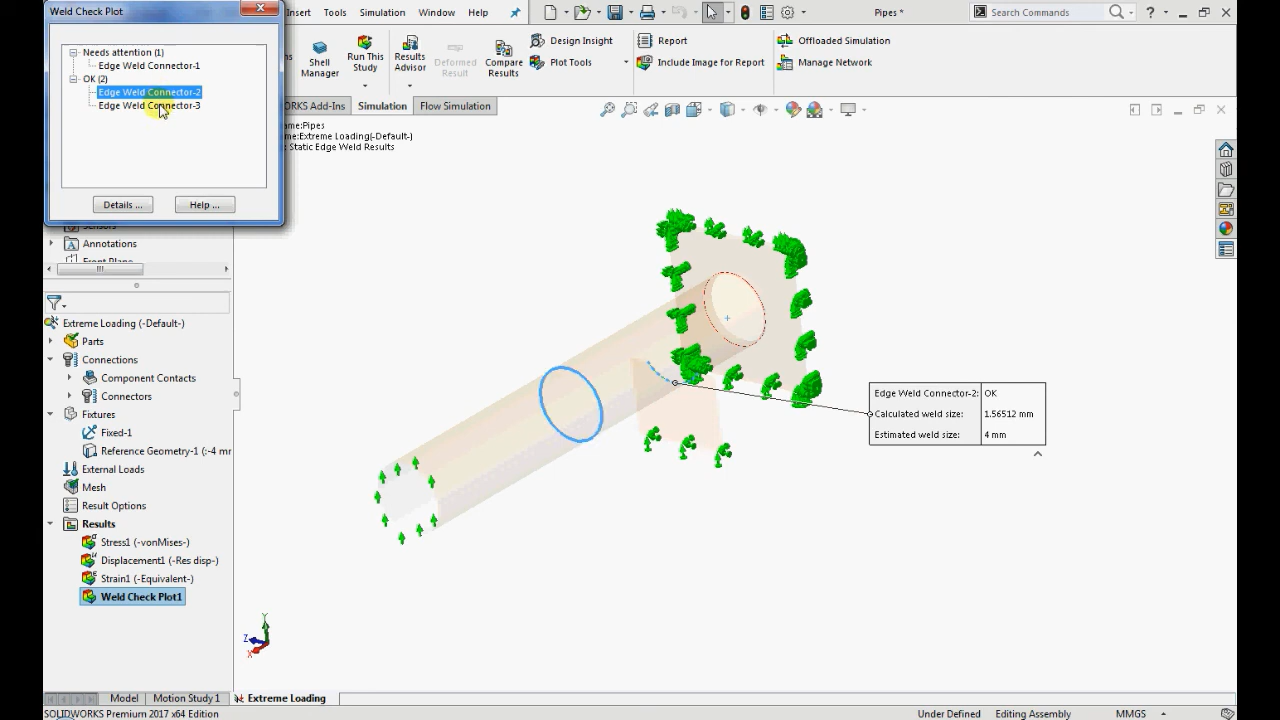 Weld Check Plot
Needs attention (1)
Edge Weld Connector-1
OK (2)
Edge Weld Connector-2
Edge Weld Connector-3
Details ...
Help ...
Insert
Tools
Simulation
Window
Help
Pipes *
Search Commands
Shell
Manager
Run This
Study
Results
Advisor
Deformed
Result
Compare
Results
Design Insight
Plot Tools
Report
Include Image for Report
Offloaded Simulation
Manage Network
ORKS Add-Ins
Simulation
Flow Simulation
ame:Pipes
me:Extreme Loading(-Default-)
: Static Edge Weld Results
Sensors
Annotations
Front Plane
Extreme Loading (-Default-)
Parts
Connections
Component Contacts
Connectors
Fixtures
Fixed-1
Reference Geometry-1 (:-4 mr
External Loads
Mesh
Result Options
Results
Stress1 (-vonMises-)
Displacement1 (-Res disp-)
Strain1 (-Equivalent-)
Weld Check Plot1
Edge Weld Connector-2: OK
Calculated weld size: 1.56512 mm
Estimated weld size: 4 mm
Y
Z
X
Model
Motion Study 1
Extreme Loading
SOLIDWORKS Premium 2017 x64 Edition
Under Defined
Editing Assembly
MMGS